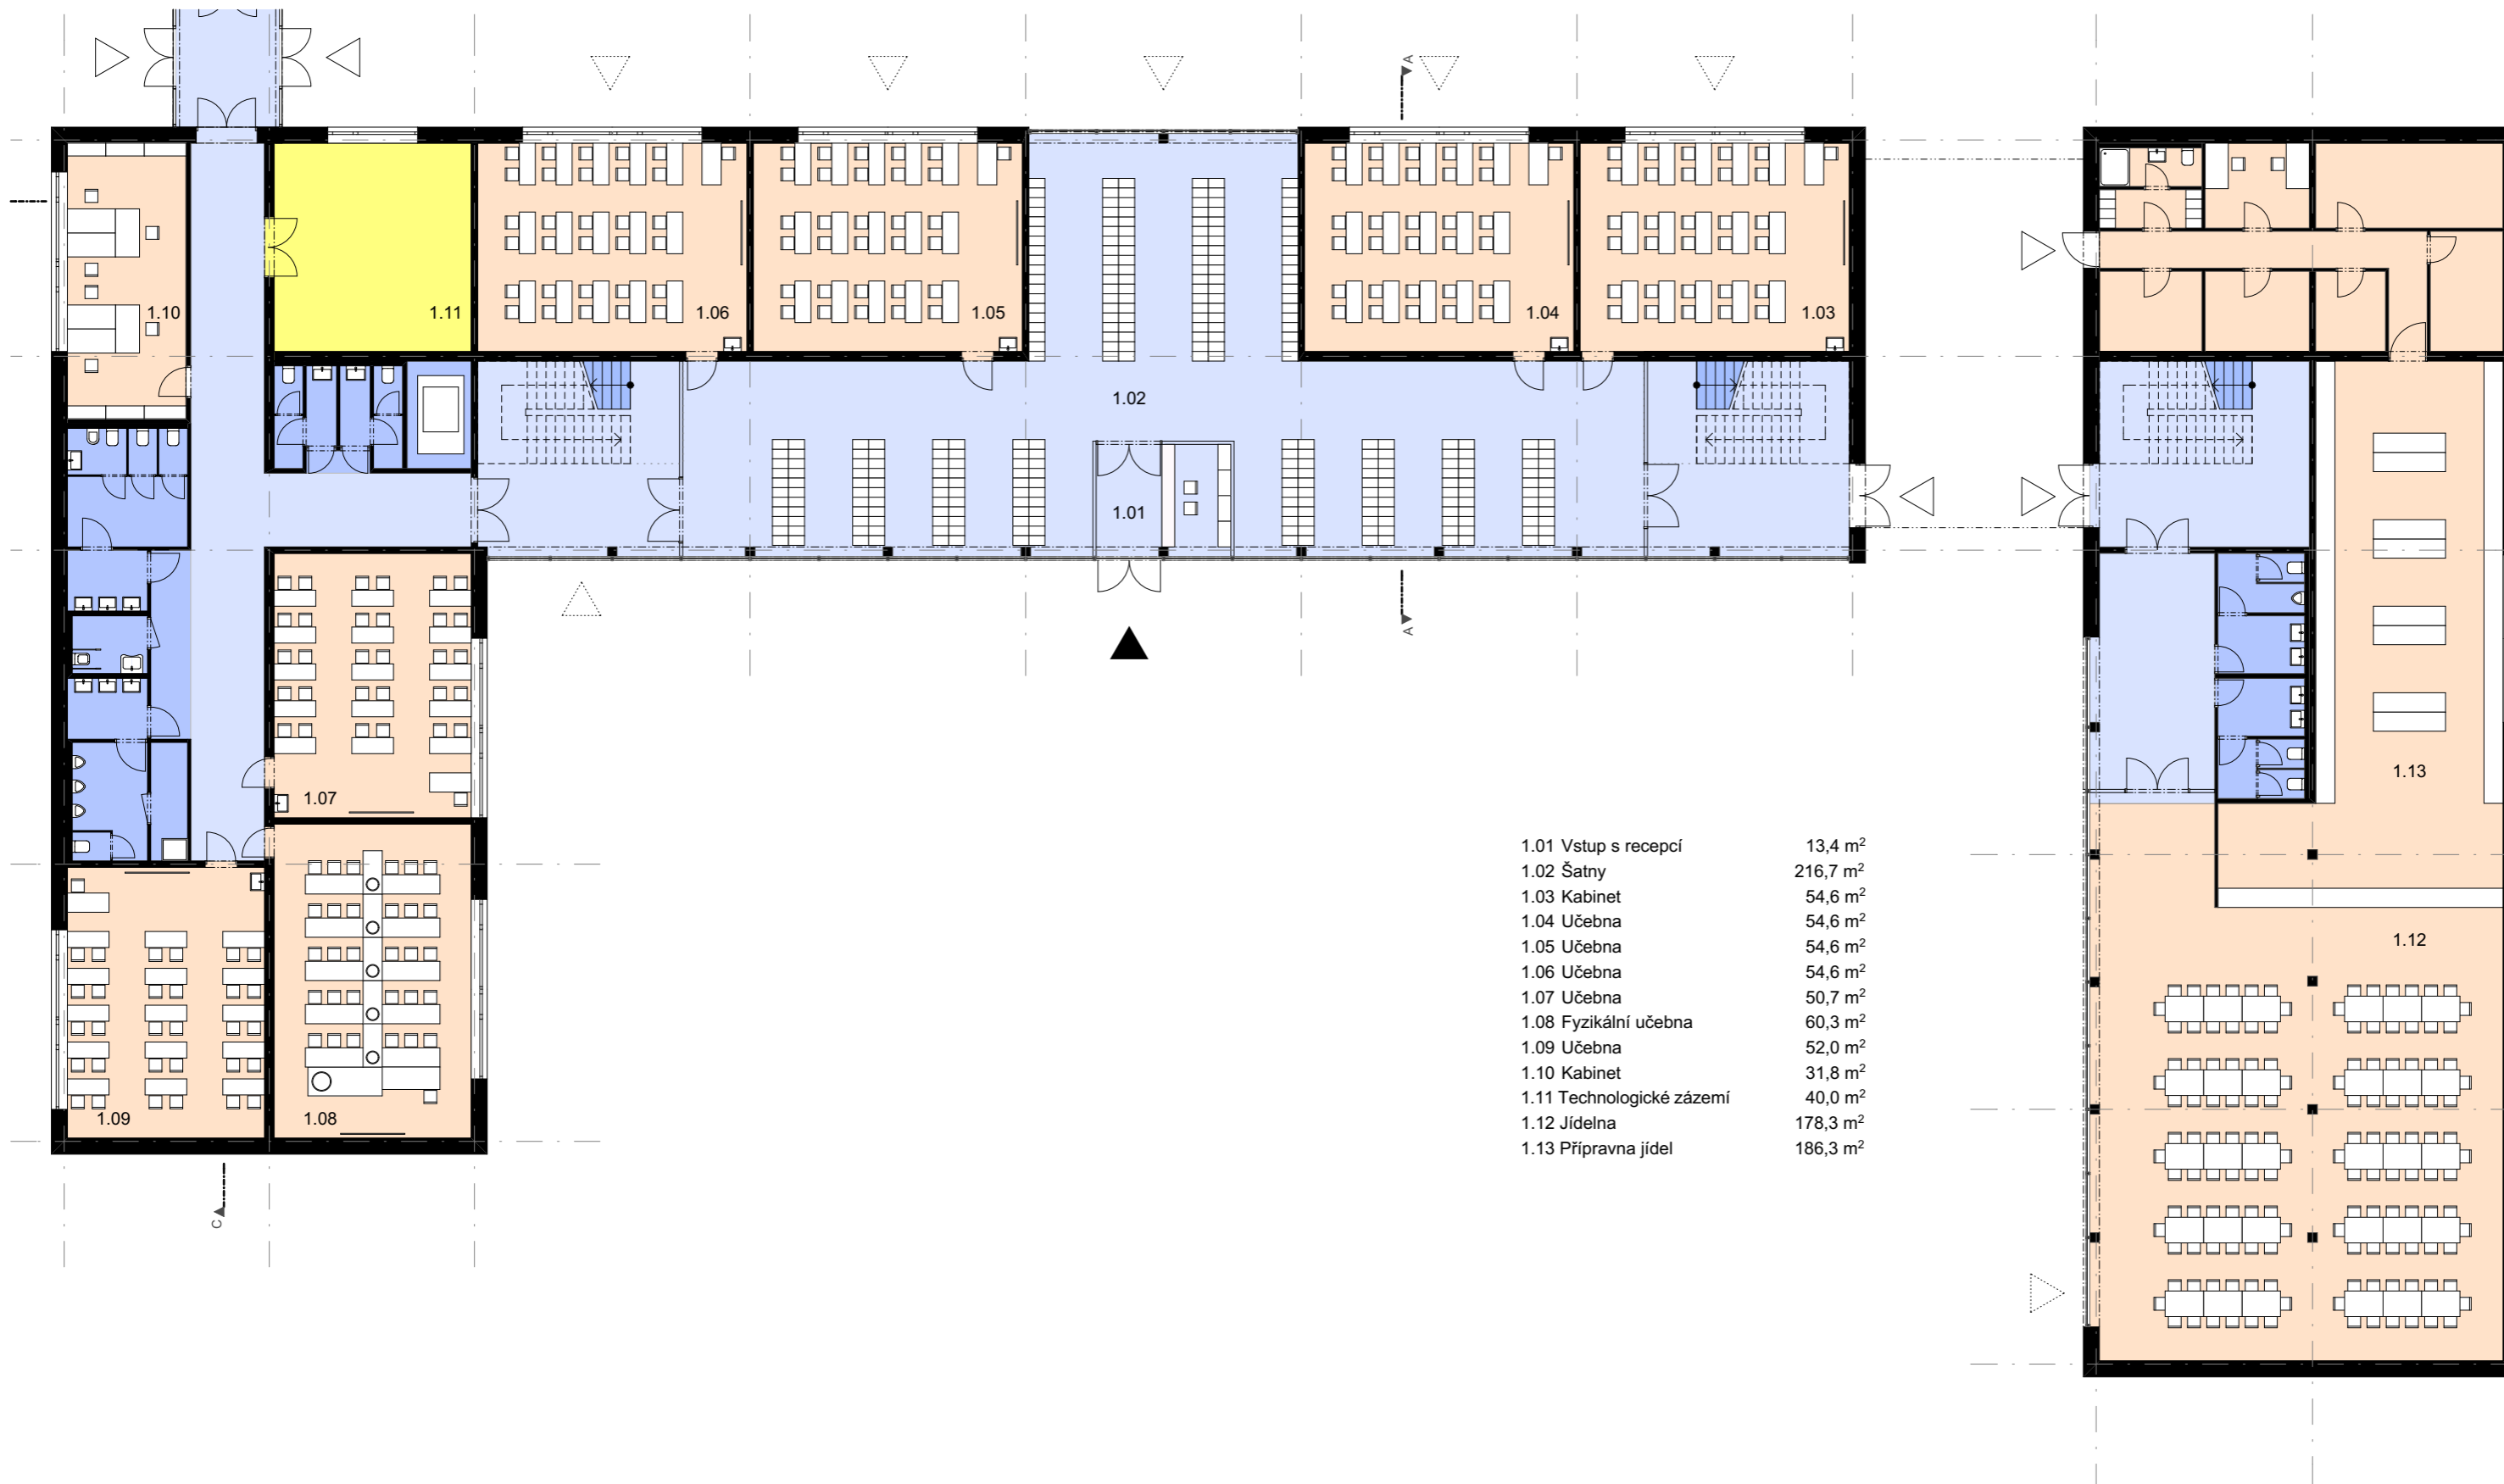 A
1.10
1.11
1.06
1.05
1.04
1.03
1.02
1.01
A
1.07
1.13
1.12
1.09
1.08
C
1.01 Vstup s recepcí 13,4 m²
1.02 Šatny 216,7 m²
1.03 Kabinet 54,6 m²
1.04 Učebna 54,6 m²
1.05 Učebna 54,6 m²
1.06 Učebna 54,6 m²
1.07 Učebna 50,7 m²
1.08 Fyzikální učebna 60,3 m²
1.09 Učebna 52,0 m²
1.10 Kabinet 31,8 m²
1.11 Technologické zázemí 40,0 m²
1.12 Jídelna 178,3 m²
1.13 Přípravna jídel 186,3 m²